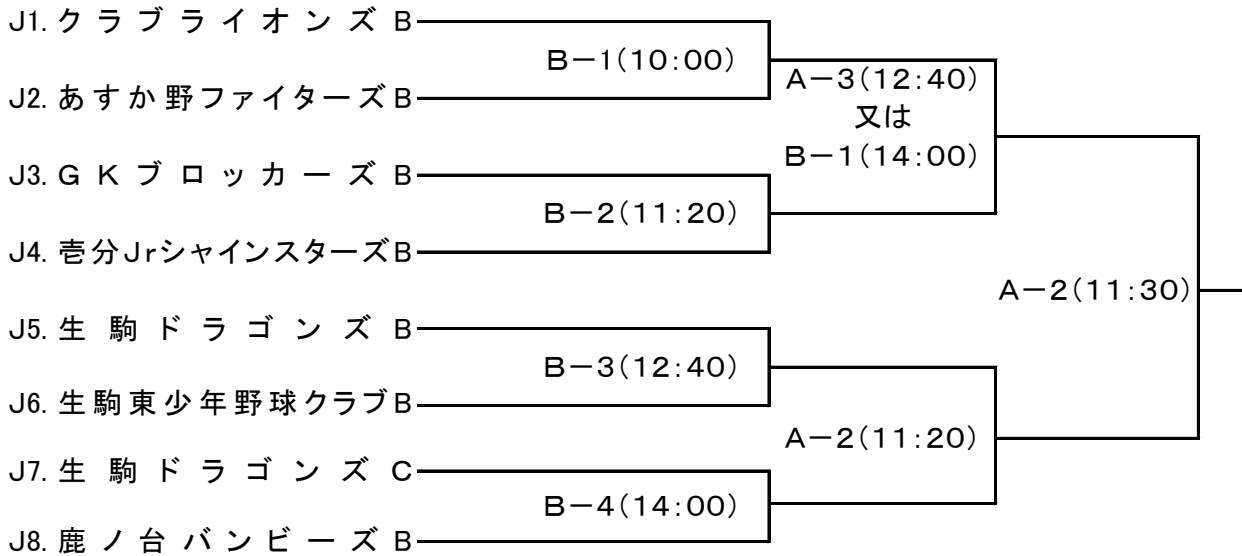 J1. クラブライオンズB
B－1(10:00)
J2. あすか野ファイターズB
A－3(12:40)
又は
B－1(14:00)
J3. GKブロッカーズB
B－2(11:20)
J4. 壱分JrシャインスターズB
A－2(11:30)
J5. 生駒ドラゴンズB
B－3(12:40)
J6. 生駒東少年野球クラブB
A－2(11:20)
J7. 生駒ドラゴンズC
B－4(14:00)
J8. 鹿ノ台バンビーズB